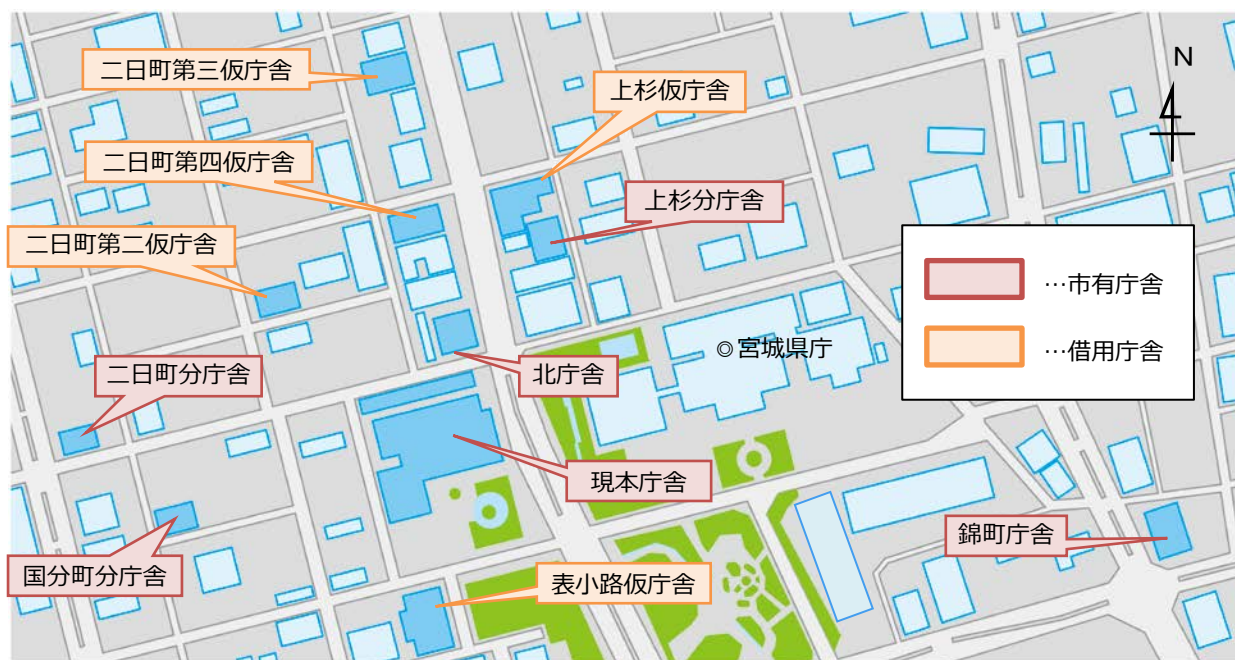 二日町第三仮庁舎
N
上杉仮庁舎
二日町第四仮庁舎
上杉分庁舎
二日町第二仮庁舎
…市有庁舎
…借用庁舎
◎宮城県庁
二日町分庁舎
北庁舎
現本庁舎
錦町庁舎
国分町分庁舎
表小路仮庁舎